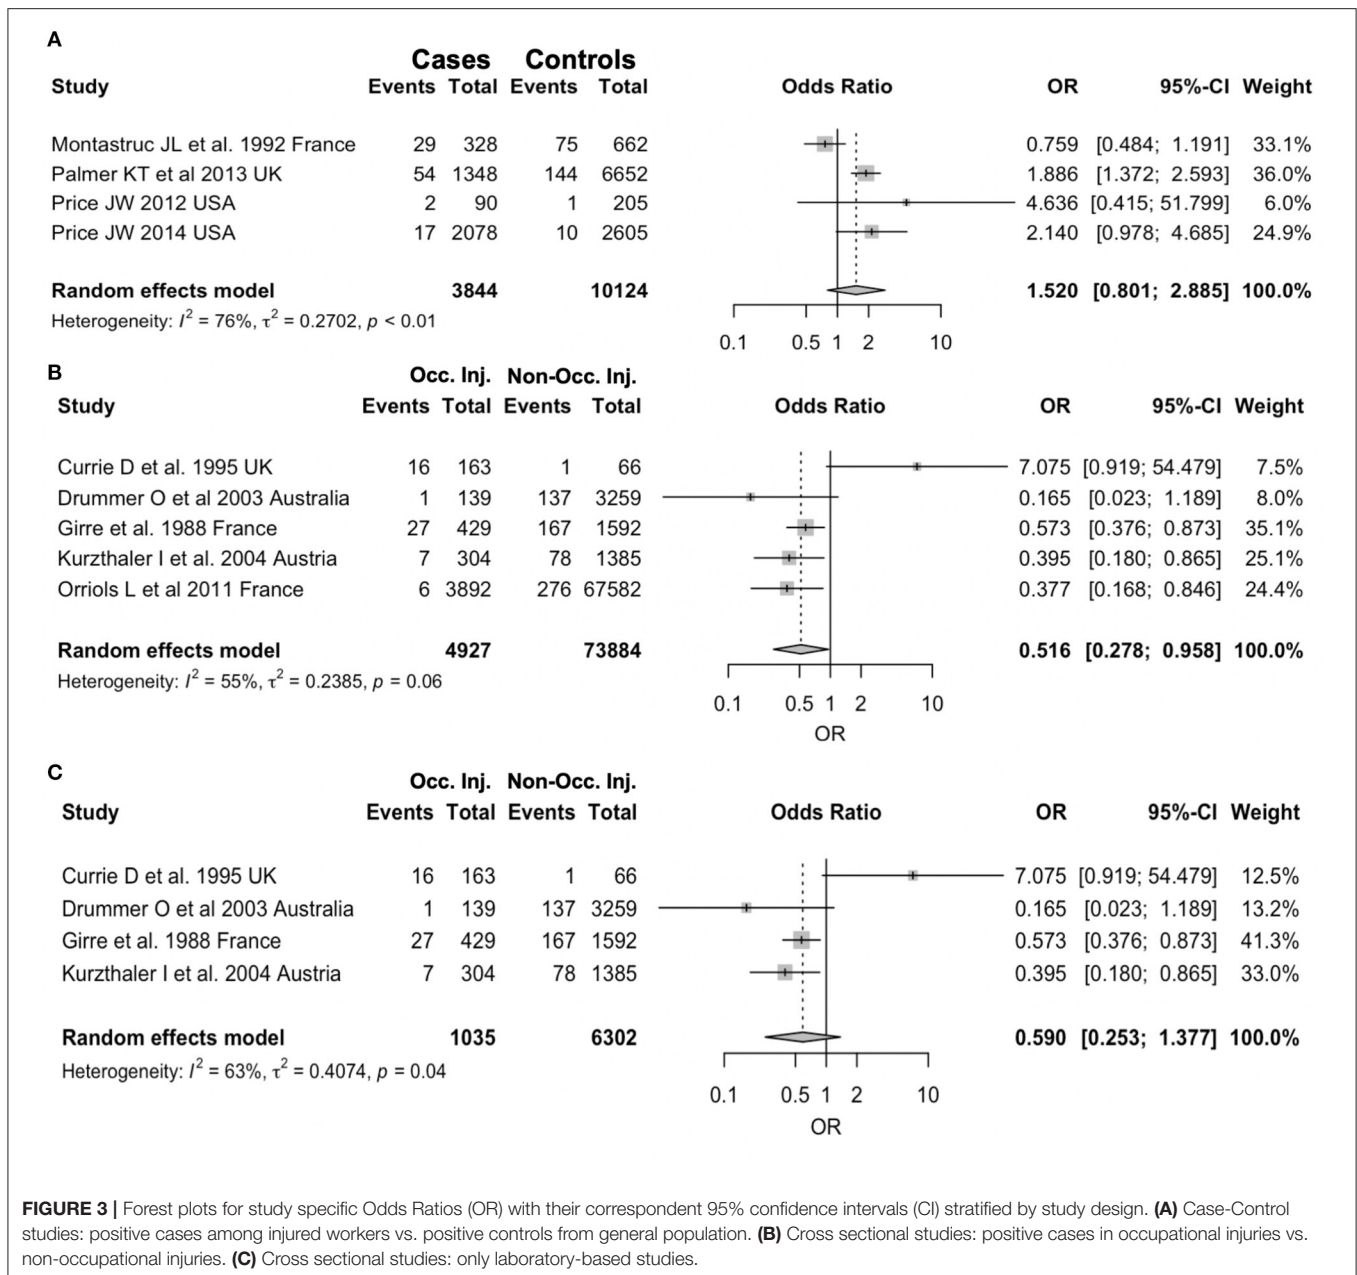 A
Cases Controls
Study Events Total Events Total Odds Ratio OR 95%-CI Weight
Montastruc JL et al. 1992 France 29 328 75 662 0.759 [0.484; 1.191] 33.1%
Palmer KT et al 2013 UK 54 1348 144 6652 1.886 [1.372; 2.593] 36.0%
Price JW 2012 USA 2 90 1 205 4.636 [0.415; 51.799] 6.0%
Price JW 2014 USA 17 2078 10 2605 2.140 [0.978; 4.685] 24.9%
Random effects model 3844 10124 1.520 [0.801; 2.885] 100.0%
Heterogeneity: I² = 76%, τ² = 0.2702, p < 0.01
0.1 0.5 1 2 10
B
Occ. Inj. Non-Occ. Inj.
Study Events Total Events Total Odds Ratio OR 95%-CI Weight
Currie D et al. 1995 UK 16 163 1 66 7.075 [0.919; 54.479] 7.5%
Drummer O et al 2003 Australia 1 139 137 3259 0.165 [0.023; 1.189] 8.0%
Girre et al. 1988 France 27 429 167 1592 0.573 [0.376; 0.873] 35.1%
Kurzthaler I et al. 2004 Austria 7 304 78 1385 0.395 [0.180; 0.865] 25.1%
Orriols L et al 2011 France 6 3892 276 67582 0.377 [0.168; 0.846] 24.4%
Random effects model 4927 73884 0.516 [0.278; 0.958] 100.0%
Heterogeneity: I² = 55%, τ² = 0.2385, p = 0.06
0.1 0.5 1 2 10
OR
C
Occ. Inj. Non-Occ. Inj.
Study Events Total Events Total Odds Ratio OR 95%-CI Weight
Currie D et al. 1995 UK 16 163 1 66 7.075 [0.919; 54.479] 12.5%
Drummer O et al 2003 Australia 1 139 137 3259 0.165 [0.023; 1.189] 13.2%
Girre et al. 1988 France 27 429 167 1592 0.573 [0.376; 0.873] 41.3%
Kurzthaler I et al. 2004 Austria 7 304 78 1385 0.395 [0.180; 0.865] 33.0%
Random effects model 1035 6302 0.590 [0.253; 1.377] 100.0%
Heterogeneity: I² = 63%, τ² = 0.4074, p = 0.04
0.1 0.5 1 2 10
OR
FIGURE 3 | Forest plots for study specific Odds Ratios (OR) with their correspondent 95% confidence intervals (CI) stratified by study design. (A) Case-Control
studies: positive cases among injured workers vs. positive controls from general population. (B) Cross sectional studies: positive cases in occupational injuries vs.
non-occupational injuries. (C) Cross sectional studies: only laboratory-based studies.